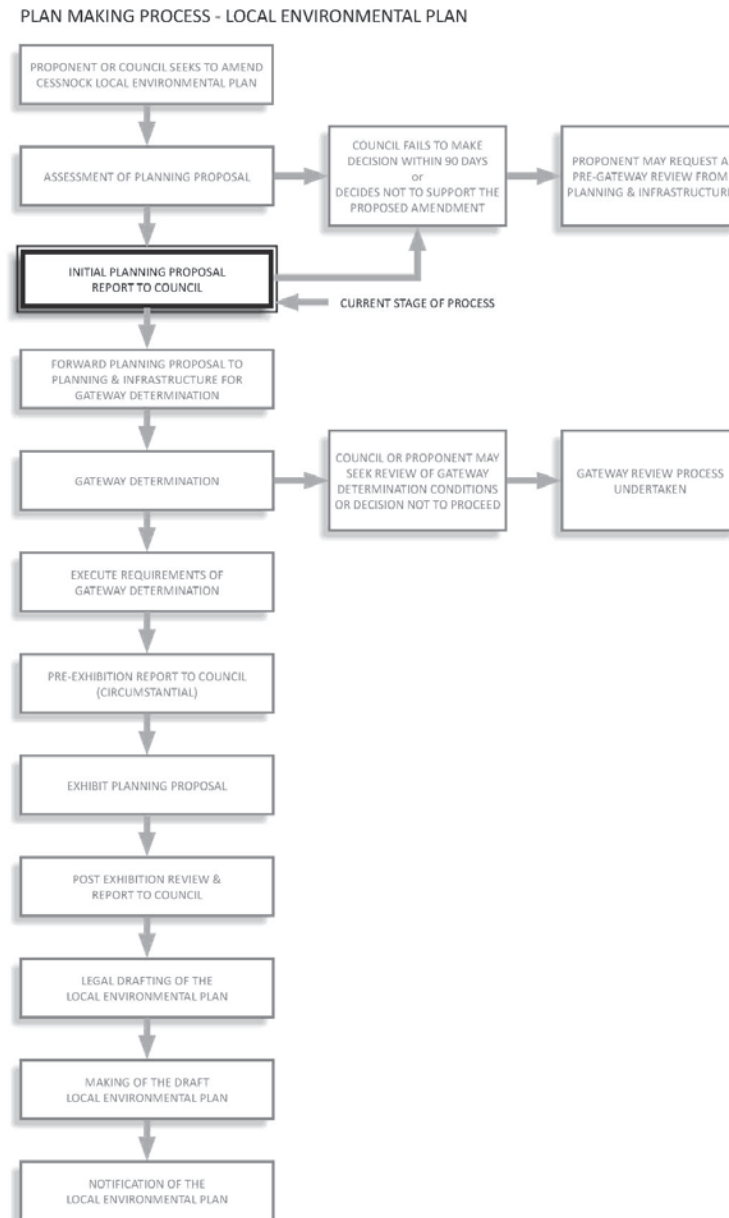 PLAN MAKING PROCESS - LOCAL ENVIRONMENTAL PLAN
PROPONENT OR COUNCIL SEEKS TO AMEND
CESSNOCK LOCAL ENVIRONMENTAL PLAN
ASSESSMENT OF PLANNING PROPOSAL
COUNCIL FAILS TO MAKE
DECISION WITHIN 90 DAYS
or
DECIDES NOT TO SUPPORT THE
PROPOSED AMENDMENT
PROPONENT MAY REQUEST A
PRE-GATEWAY REVIEW FROM
PLANNING & INFRASTRUCTURE
INITIAL PLANNING PROPOSAL
REPORT TO COUNCIL
CURRENT STAGE OF PROCESS
FORWARD PLANNING PROPOSAL TO
PLANNING & INFRASTRUCTURE FOR
GATEWAY DETERMINATION
GATEWAY DETERMINATION
COUNCIL OR PROPONENT MAY
SEEK REVIEW OF GATEWAY
DETERMINATION CONDITIONS
OR DECISION NOT TO PROCEED
GATEWAY REVIEW PROCESS
UNDERTAKEN
EXECUTE REQUIREMENTS OF
GATEWAY DETERMINATION
PRE-EXHIBITION REPORT TO COUNCIL
(CIRCUMSTANTIAL)
EXHIBIT PLANNING PROPOSAL
POST EXHIBITION REVIEW &
REPORT TO COUNCIL
LEGAL DRAFTING OF THE
LOCAL ENVIRONMENTAL PLAN
MAKING OF THE DRAFT
LOCAL ENVIRONMENTAL PLAN
NOTIFICATION OF THE
LOCAL ENVIRONMENTAL PLAN